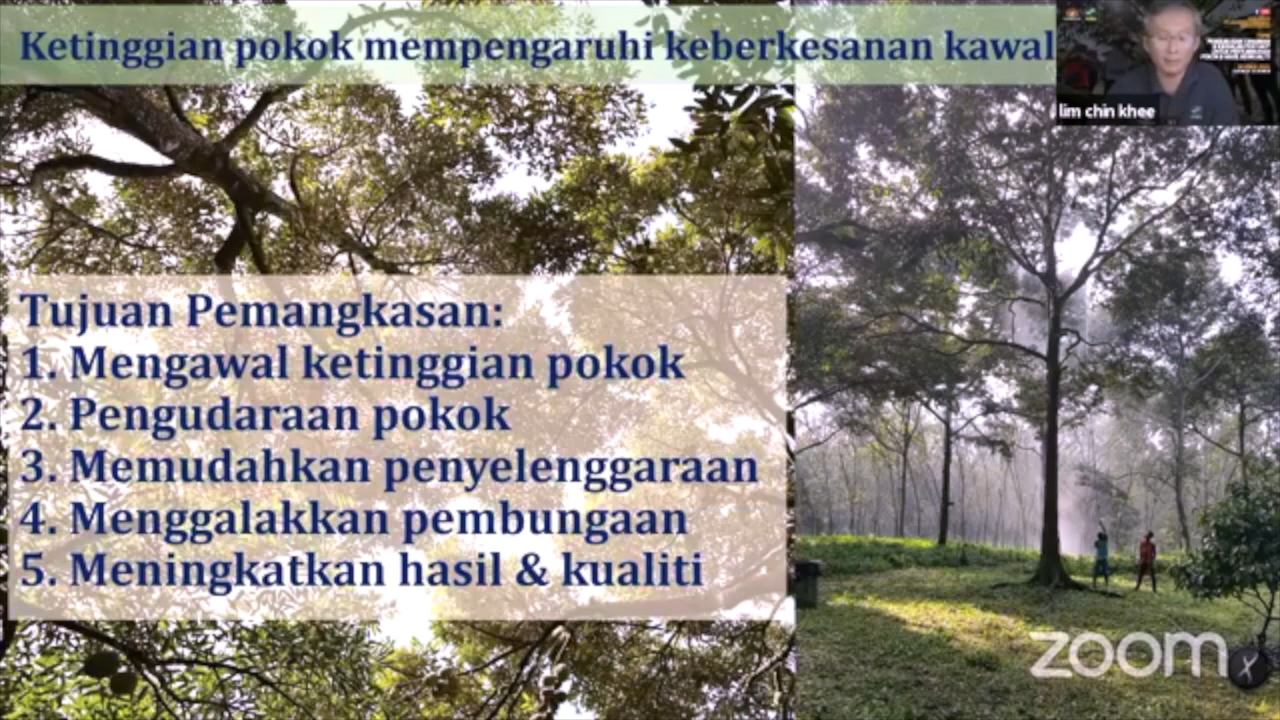 Ketinggian pokok mempengaruhi keberkesanan kawal
lim chin khee
Tujuan Pemangkasan:
1. Mengawal ketinggian pokok
2. Pengudaraan pokok
3. Memudahkan penyelenggaraan
4. Menggalakkan pembungaan
5. Meningkatkan hasil & kualiti
zoom